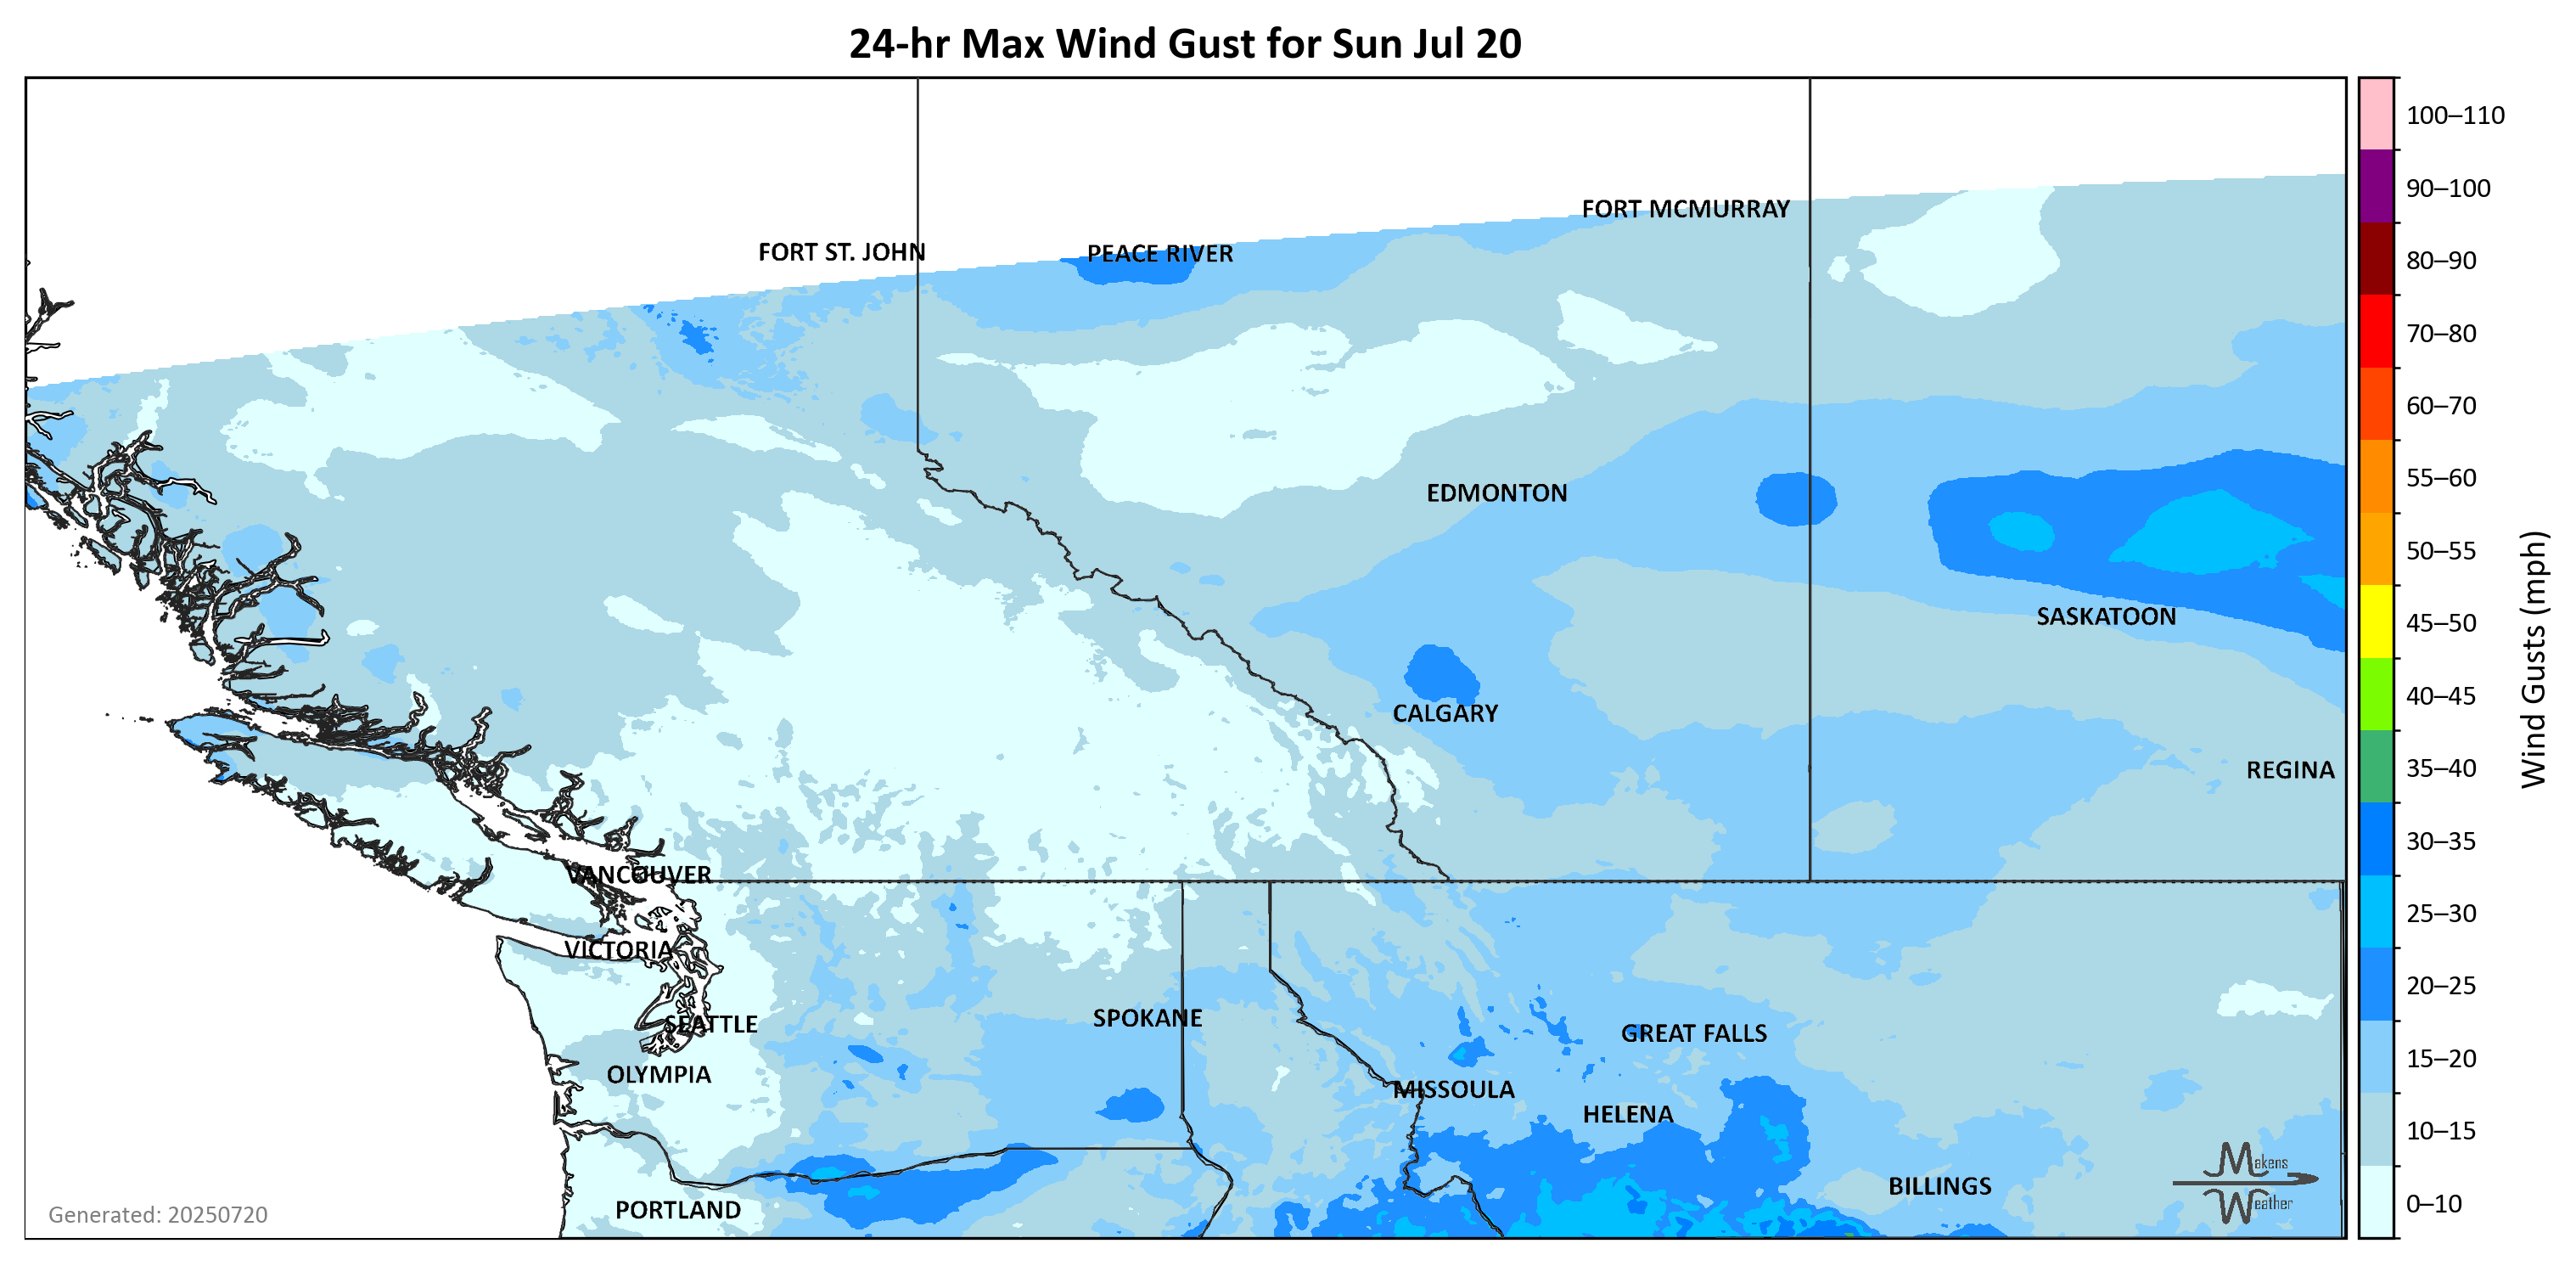 24-hr Max Wind Gust for Sun Jul 20
FORT MCMURRAY
FORT ST. JOHN
PEACE RIVER
EDMONTON
SASKATOON
CALGARY
REGINA
VANCOUVER
VICTORIA
SPOKANE
SEATTLE
GREAT FALLS
OLYMPIA
MISSOULA
HELENA
BILLINGS
PORTLAND
Makens
Weather
Generated: 20250720
100–110
90–100
80–90
70–80
60–70
55–60
50–55
45–50
40–45
35–40
30–35
25–30
20–25
15–20
10–15
0–10
Wind Gusts (mph)